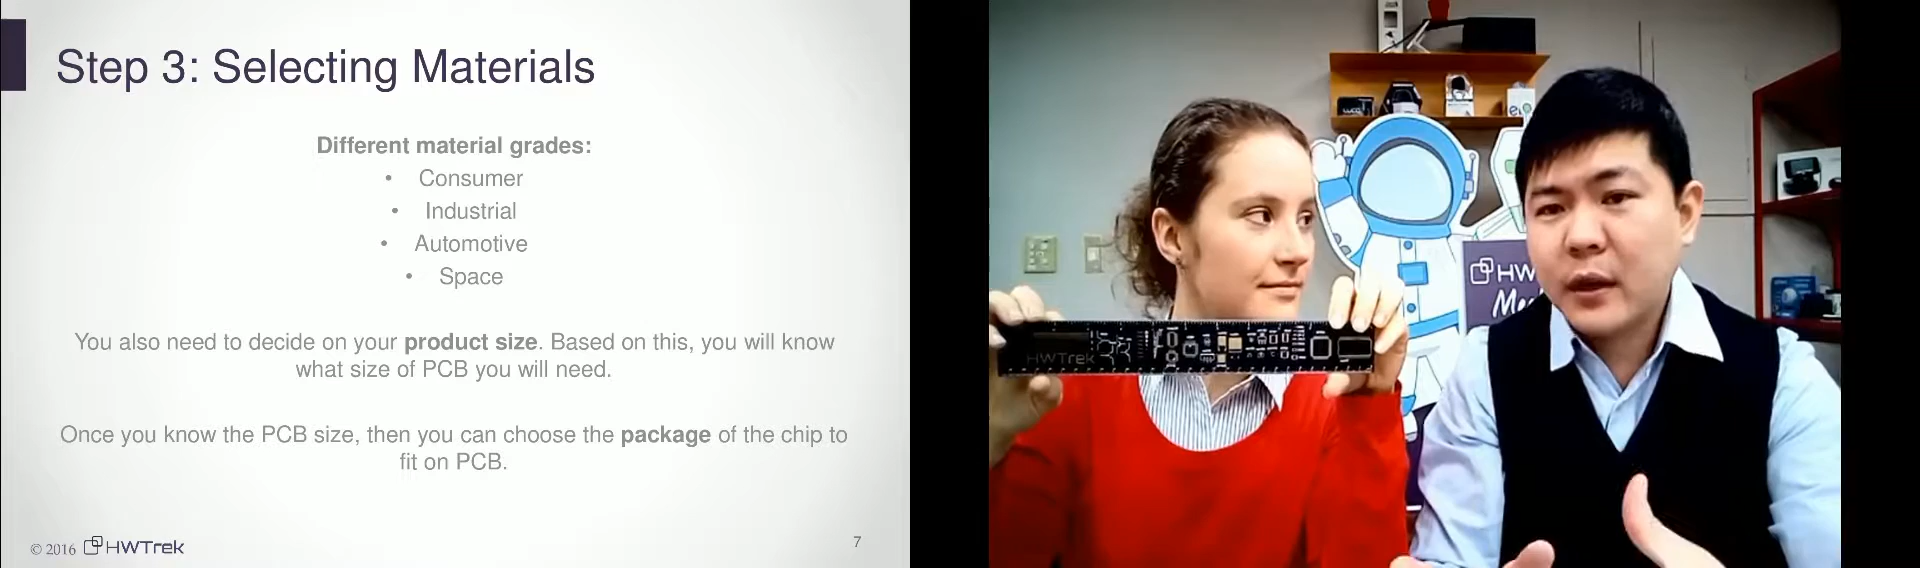 Step 3: Selecting Materials
Different material grades:
• Consumer
• Industrial
• Automotive
• Space
You also need to decide on your product size. Based on this, you will know
what size of PCB you will need.
Once you know the PCB size, then you can choose the package of the chip to
fit on PCB.
© 2016 HWTrek
7
HWTrek
HW